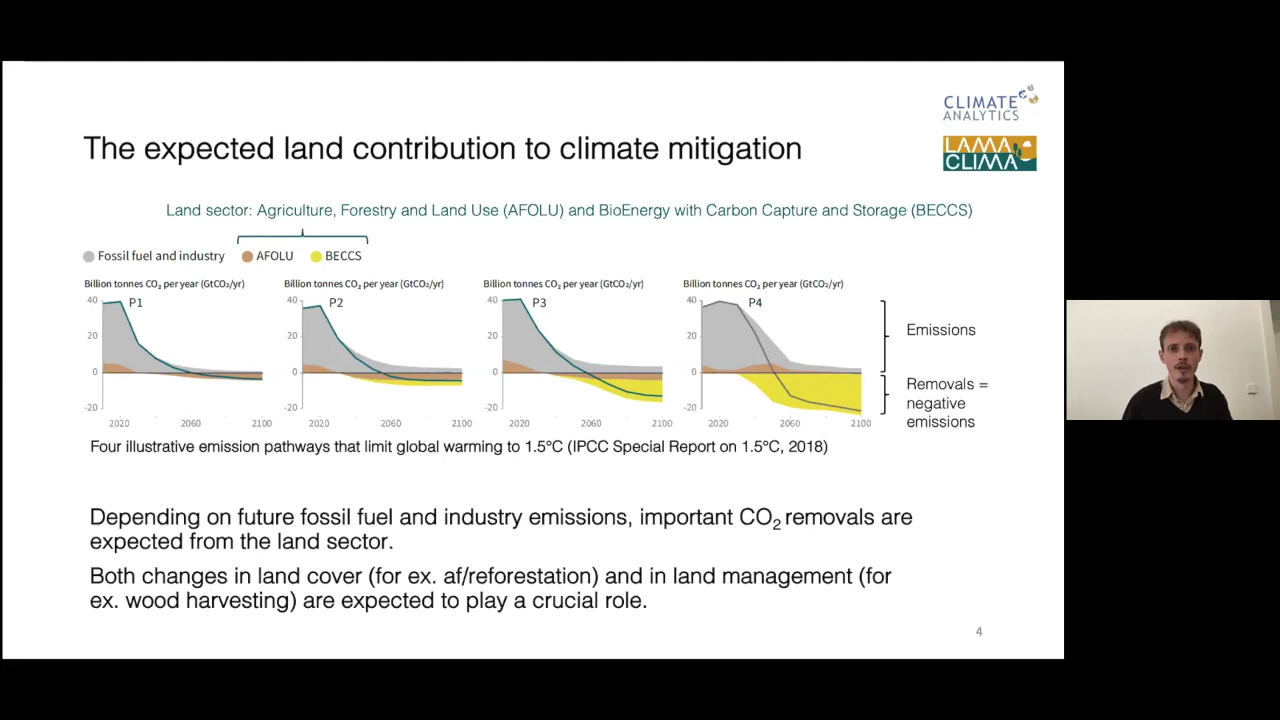 CLIMATE
ANALYTICS
LAMA
CLIMA
The expected land contribution to climate mitigation
Land sector: Agriculture, Forestry and Land Use (AFOLU) and BioEnergy with Carbon Capture and Storage (BECCS)
Fossil fuel and industry AFOLU BECCS
Billion tonnes CO₂ per year (GtCO₂/yr) Billion tonnes CO₂ per year (GtCO₂/yr) Billion tonnes CO₂ per year (GtCO₂/yr) Billion tonnes CO₂ per year (GtCO₂/yr)
40 P1 40 P2 40 P3 40 P4
20 20 20 20
Emissions
0 0 0 0
Removals =
negative
emissions
-20 -20 -20 -20
2020 2060 2100 2020 2060 2100 2020 2060 2100 2020 2060 2100
Four illustrative emission pathways that limit global warming to 1.5°C (IPCC Special Report on 1.5°C, 2018)
Depending on future fossil fuel and industry emissions, important CO₂ removals are
expected from the land sector.
Both changes in land cover (for ex. af/reforestation) and in land management (for
ex. wood harvesting) are expected to play a crucial role.
4